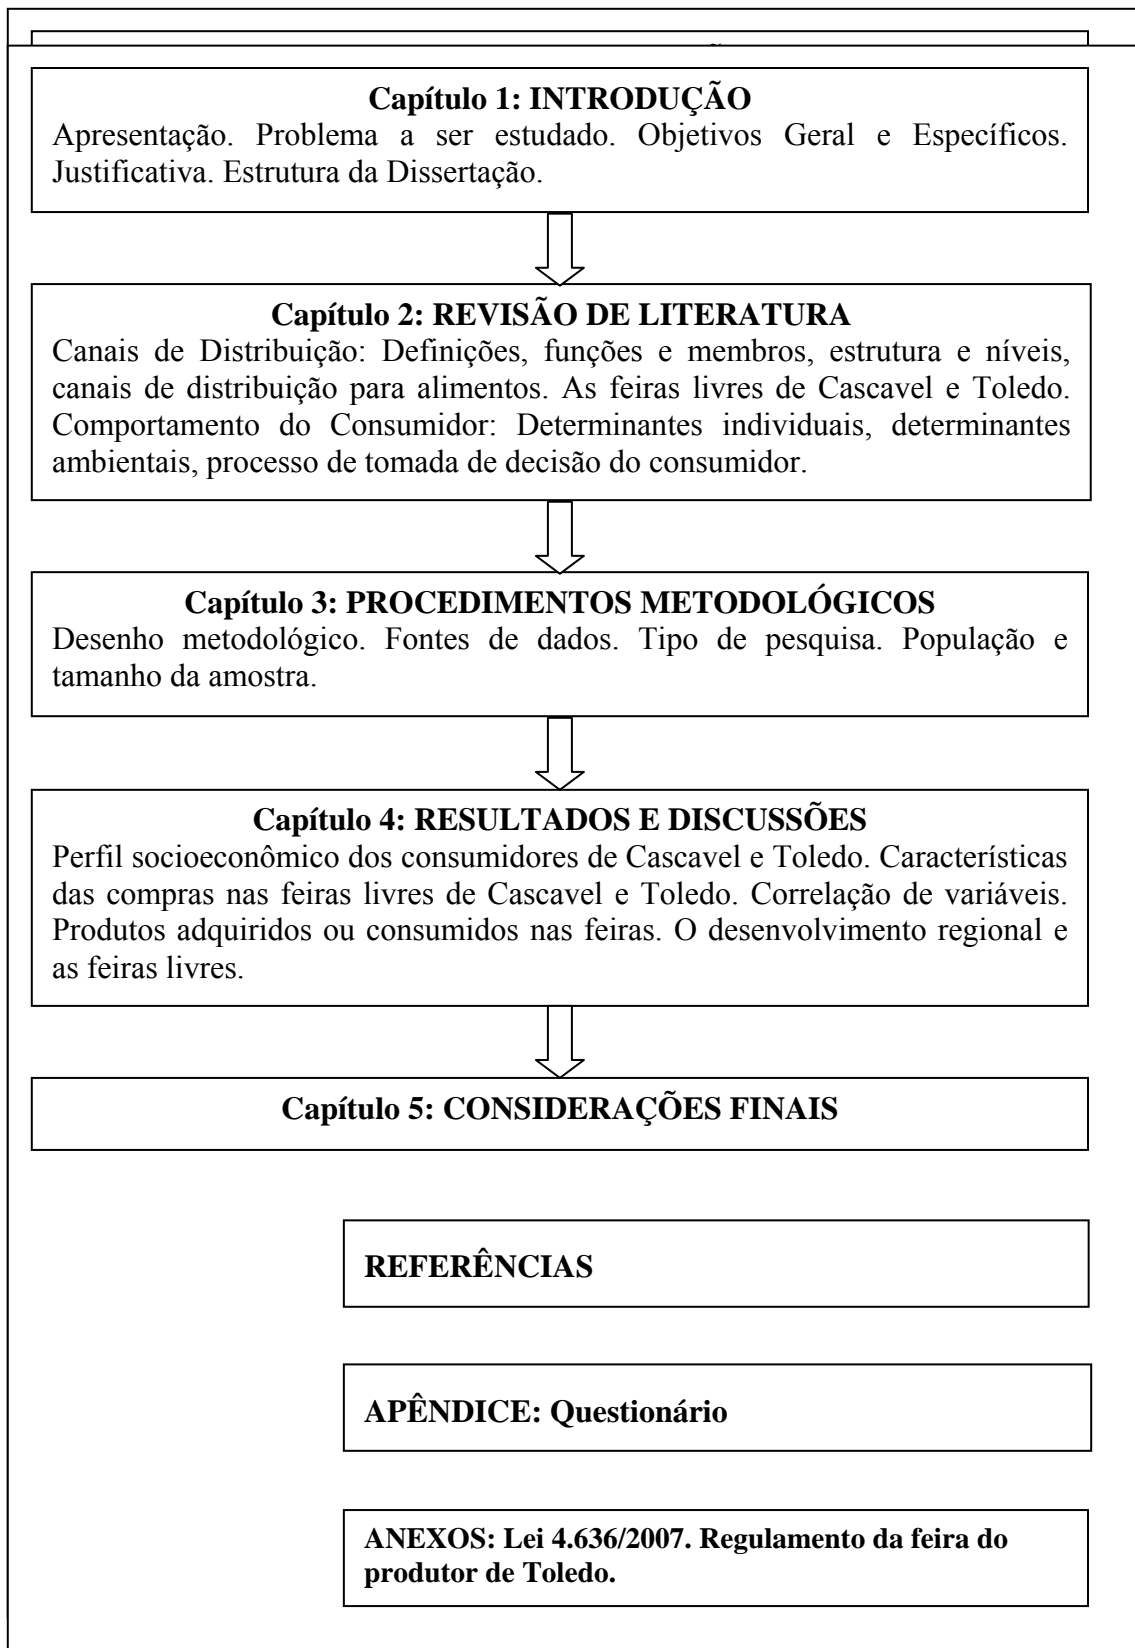 Capítulo 1: INTRODUÇÃO
Apresentação. Problema a ser estudado. Objetivos Geral e Específicos.
Justificativa. Estrutura da Dissertação.
Capítulo 2: REVISÃO DE LITERATURA
Canais de Distribuição: Definições, funções e membros, estrutura e níveis,
canais de distribuição para alimentos. As feiras livres de Cascavel e Toledo.
Comportamento do Consumidor: Determinantes individuais, determinantes
ambientais, processo de tomada de decisão do consumidor.
Capítulo 3: PROCEDIMENTOS METODOLÓGICOS
Desenho metodológico. Fontes de dados. Tipo de pesquisa. População e
tamanho da amostra.
Capítulo 4: RESULTADOS E DISCUSSÕES
Perfil socioeconômico dos consumidores de Cascavel e Toledo. Características
das compras nas feiras livres de Cascavel e Toledo. Correlação de variáveis.
Produtos adquiridos ou consumidos nas feiras. O desenvolvimento regional e
as feiras livres.
Capítulo 5: CONSIDERAÇÕES FINAIS
REFERÊNCIAS
APÊNDICE: Questionário
ANEXOS: Lei 4.636/2007. Regulamento da feira do
produtor de Toledo.